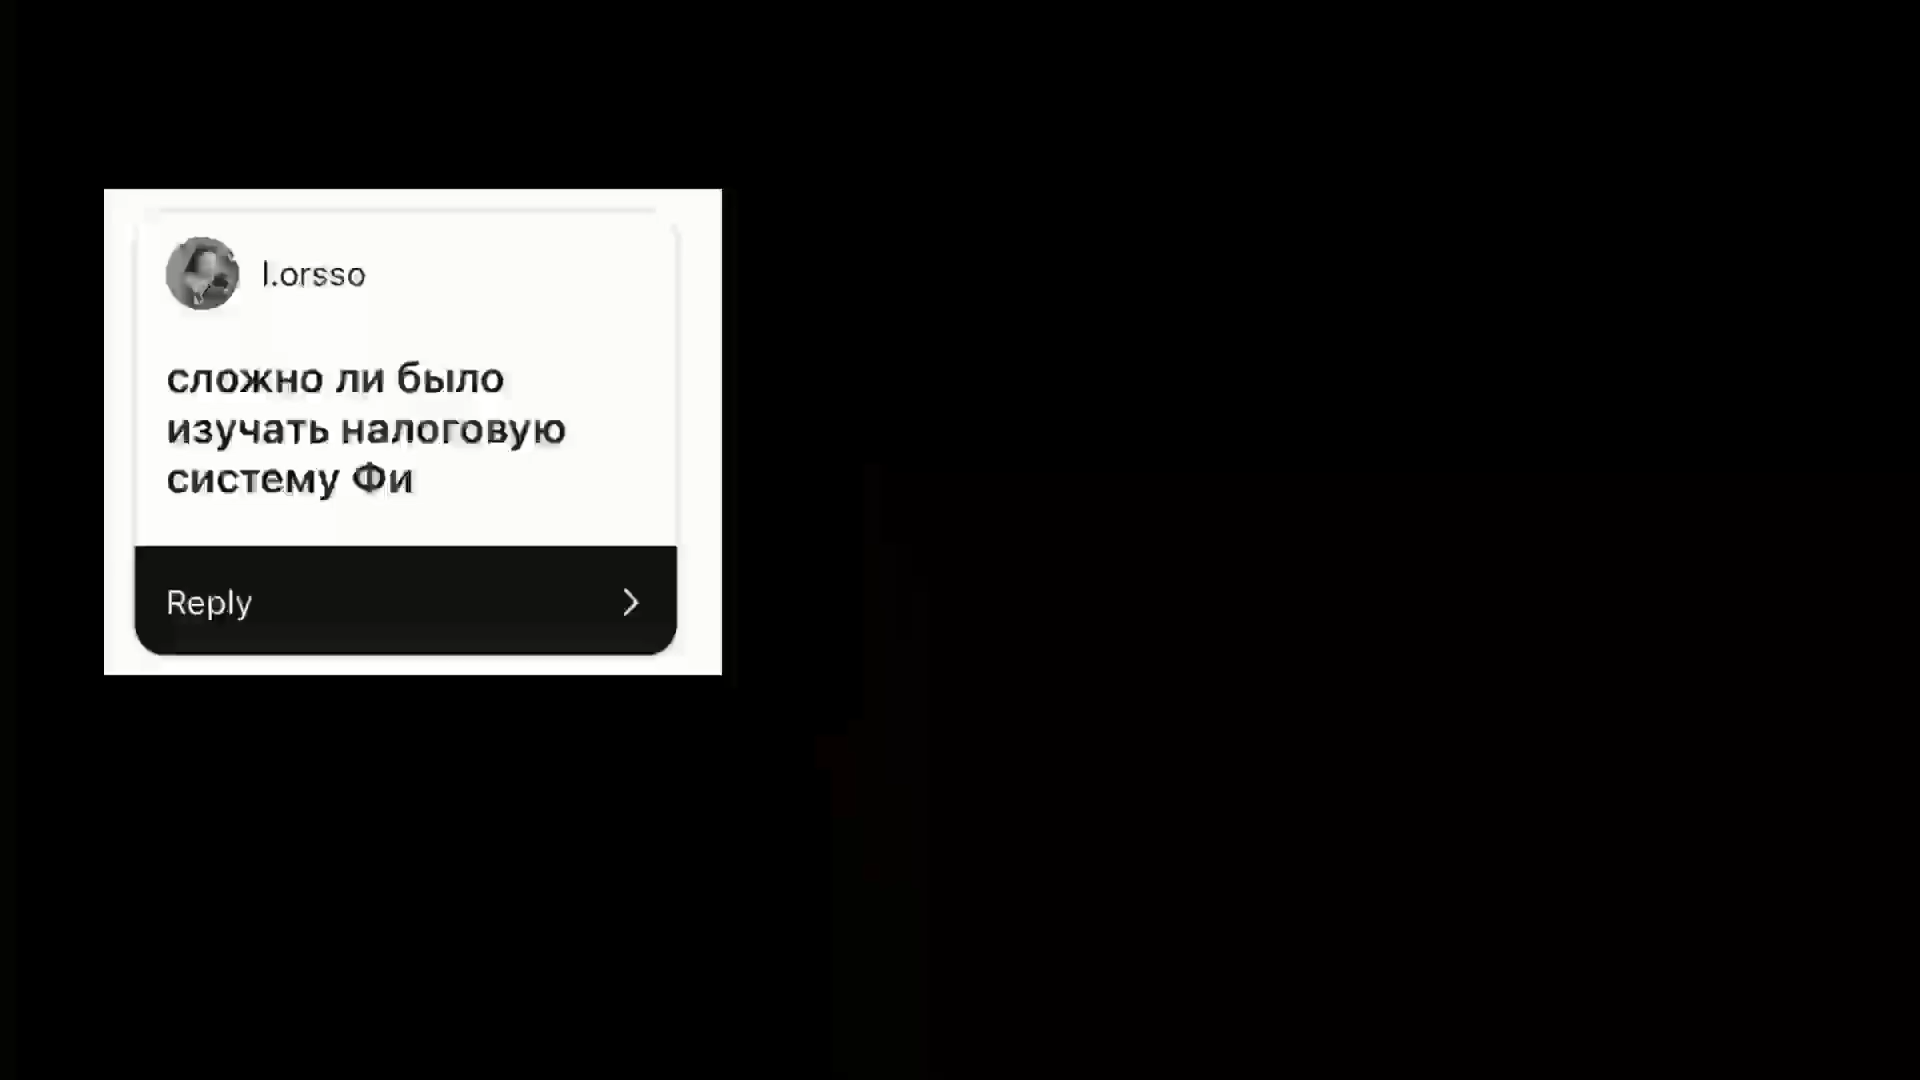 l.orsso
сложно ли было
изучать налоговую
систему Фи
Reply